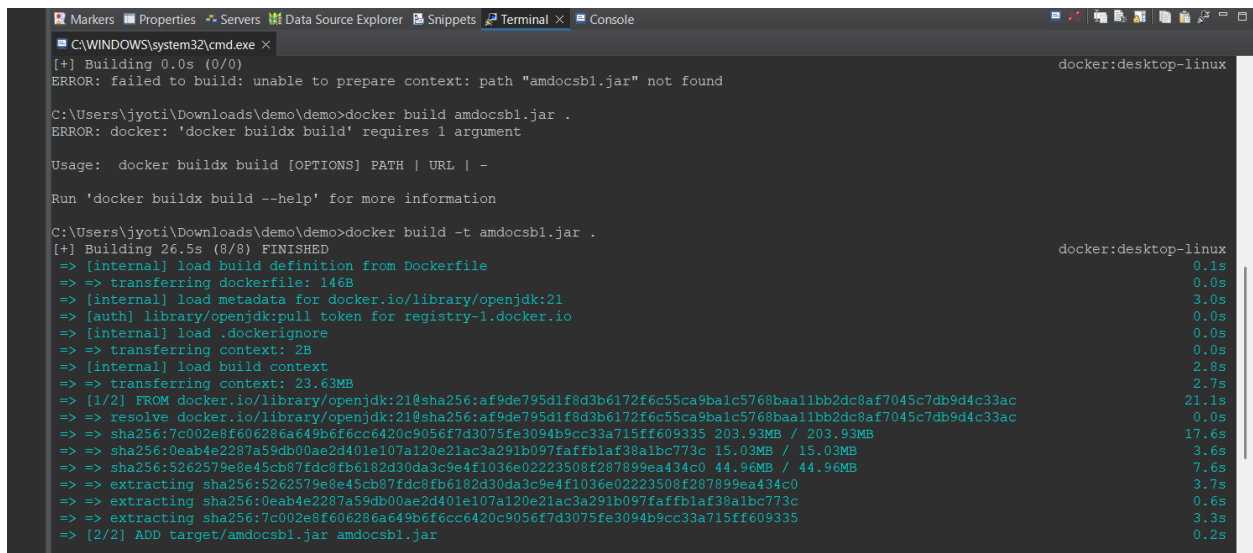 Markers Properties Servers Data Source Explorer Snippets Terminal × Console
C:\WINDOWS\system32\cmd.exe ×
[+] Building 0.0s (0/0) docker:desktop-linux
ERROR: failed to build: unable to prepare context: path "amdocsb1.jar" not found
C:\Users\jyoti\Downloads\demo\demo>docker build amdocsb1.jar .
ERROR: docker: 'docker buildx build' requires 1 argument
Usage:  docker buildx build [OPTIONS] PATH | URL | -
Run 'docker buildx build --help' for more information
C:\Users\jyoti\Downloads\demo\demo>docker build -t amdocsb1.jar .
[+] Building 26.5s (8/8) FINISHED docker:desktop-linux
=> [internal] load build definition from Dockerfile 0.1s
=> => transferring dockerfile: 146B 0.0s
=> [internal] load metadata for docker.io/library/openjdk:21 3.0s
=> [auth] library/openjdk:pull token for registry-1.docker.io 0.0s
=> [internal] load .dockerignore 0.0s
=> => transferring context: 2B 0.0s
=> [internal] load build context 2.8s
=> => transferring context: 23.63MB 2.7s
=> [1/2] FROM docker.io/library/openjdk:21@sha256:af9de795d1f8d3b6172f6c55ca9ba1c5768baa11bb2dc8af7045c7db9d4c33ac 21.1s
=> => resolve docker.io/library/openjdk:21@sha256:af9de795d1f8d3b6172f6c55ca9ba1c5768baa11bb2dc8af7045c7db9d4c33ac 0.0s
=> => sha256:7c002e8f606286a649b6f6cc6420c9056f7d3075fe3094b9cc33a715ff609335 203.93MB / 203.93MB 17.6s
=> => sha256:0eab4e2287a59db00ae2d401e107a120e21ac3a291b097faffb1af38a1bc773c 15.03MB / 15.03MB 3.6s
=> => sha256:5262579e8e45cb87fdc8fb6182d30da3c9e4f1036e02223508f287899ea434c0 44.96MB / 44.96MB 7.6s
=> => extracting sha256:5262579e8e45cb87fdc8fb6182d30da3c9e4f1036e02223508f287899ea434c0 3.7s
=> => extracting sha256:0eab4e2287a59db00ae2d401e107a120e21ac3a291b097faffb1af38a1bc773c 0.6s
=> => extracting sha256:7c002e8f606286a649b6f6cc6420c9056f7d3075fe3094b9cc33a715ff609335 3.3s
=> [2/2] ADD target/amdocsb1.jar amdocsb1.jar 0.2s